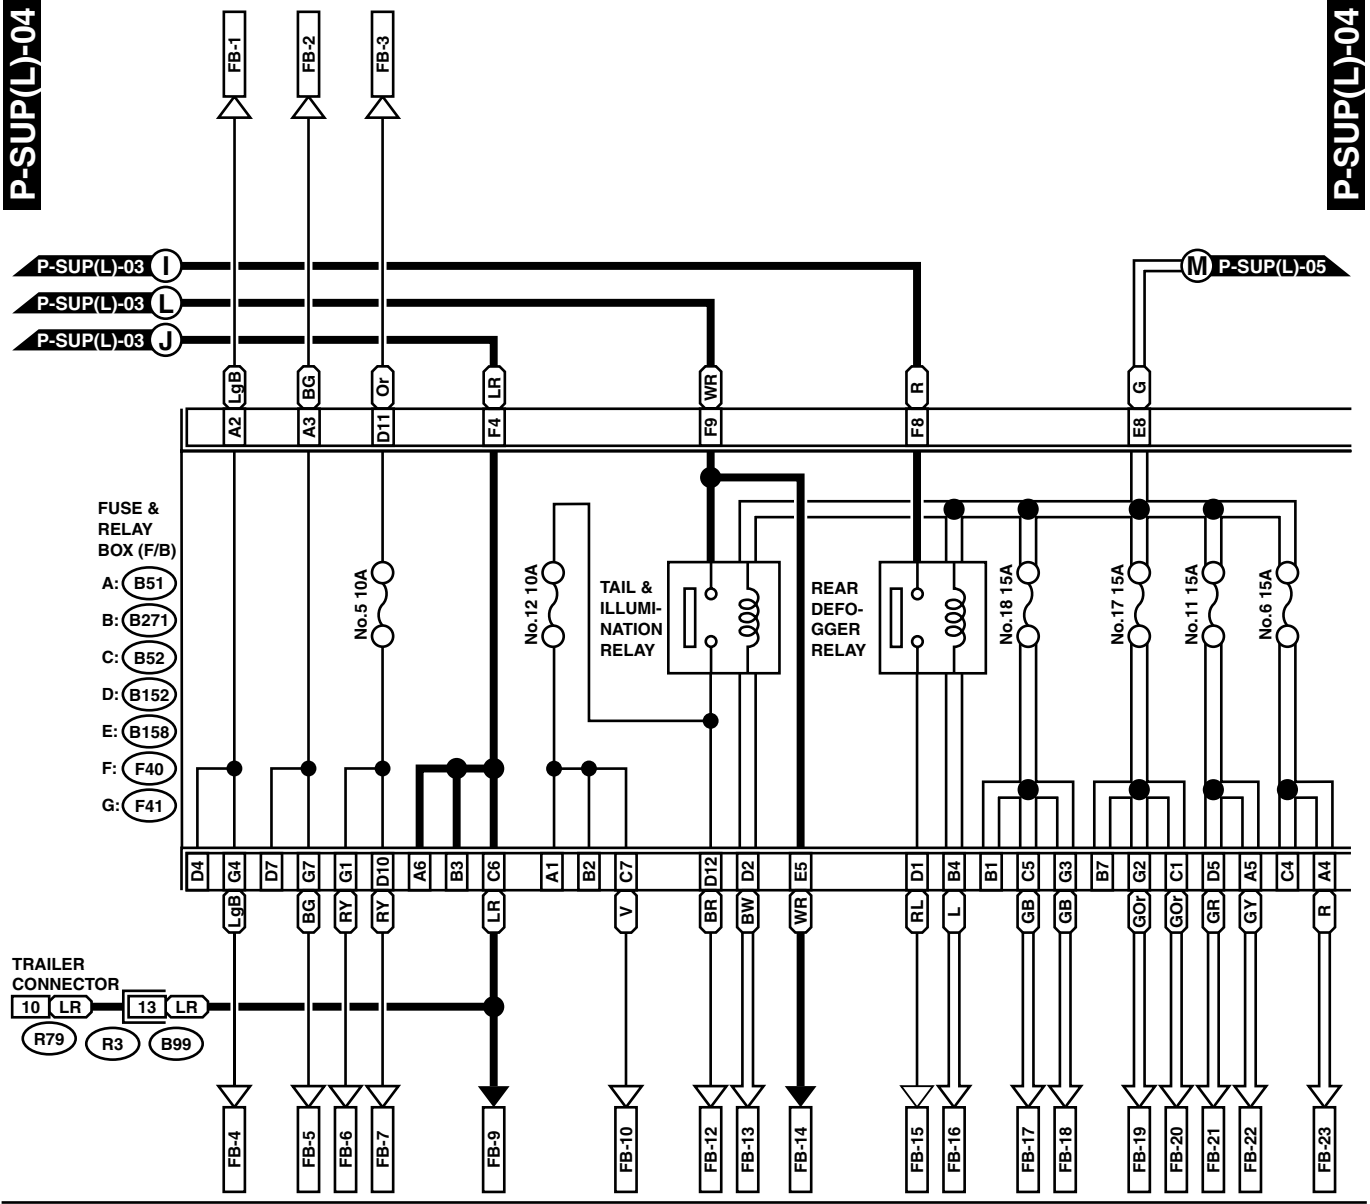 P-SUP(L)-04
P-SUP(L)-04
FB-1
FB-2
FB-3
P-SUP(L)-03 I
M P-SUP(L)-05
P-SUP(L)-03 L
P-SUP(L)-03 J
LgB
BG
Or
LR
WR
R
G
A2
A3
D11
F4
F9
F8
E8
FUSE &
RELAY
BOX (F/B)
A: B51
B: B271
C: B52
D: B152
E: B158
F: F40
G: F41
No.5 10A
No.12 10A
TAIL &
ILLUMI-
NATION
RELAY
REAR
DEFO-
GGER
RELAY
No.18 15A
No.17 15A
No.11 15A
No.6 15A
D4
G4
D7
G7
G1
D10
A6
B3
C6
A1
B2
C7
D12
D2
E5
D1
B4
B1
C5
G3
B7
G2
C1
D5
A5
C4
A4
LgB
BG
RY
RY
LR
V
BR
BW
WR
RL
L
GB
GB
GOr
GOr
GR
GY
R
TRAILER
CONNECTOR
10 LR 13 LR
R79 R3 B99
FB-4
FB-5
FB-6
FB-7
FB-9
FB-10
FB-12
FB-13
FB-14
FB-15
FB-16
FB-17
FB-18
FB-19
FB-20
FB-21
FB-22
FB-23